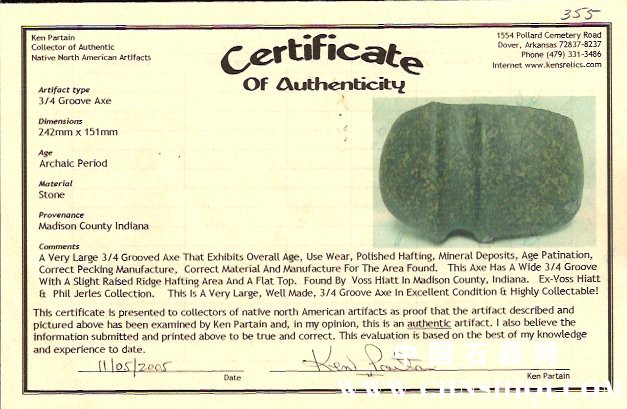 355
Ken Partain
Collector of Authentic
Native North American Artifacts
Certificate
Of Authenticity
1554 Pollard Cemetery Road
Dover, Arkansas 72837-8237
Phone (479) 331-3486
Internet www.kensrelics.com
Artifact type
3/4 Groove Axe
Dimensions
242mm x 151mm
Age
Archaic Period
Material
Stone
Provenance
Madison County Indiana
Comments
A Very Large 3/4 Grooved Axe That Exhibits Overall Age, Use Wear, Polished Hafting, Mineral Deposits, Age Patination,
Correct Pecking Manufacture, Correct Material And Manufacture For The Area Found. This Axe Has A Wide 3/4 Groove
With A Slight Raised Ridge Hafting Area And A Flat Top. Found By Voss Hiatt In Madison County, Indiana. Ex-Voss Hiatt
& Phil Jerles Collection. This Is A Very Large, Well Made, 3/4 Groove Axe In Excellent Condition & Highly Collectable!
This certificate is presented to collectors of native north american artifacts as proof that the artifact described and
pictured above has been examined by Ken Partain and, in my opinion, this is an authentic artifact. I also believe the
information submitted and printed above to be true and correct. This evaluation is based on the best of my knowledge
and experience to date.
11/05/2005
Ken Partain
Date
Ken Partain